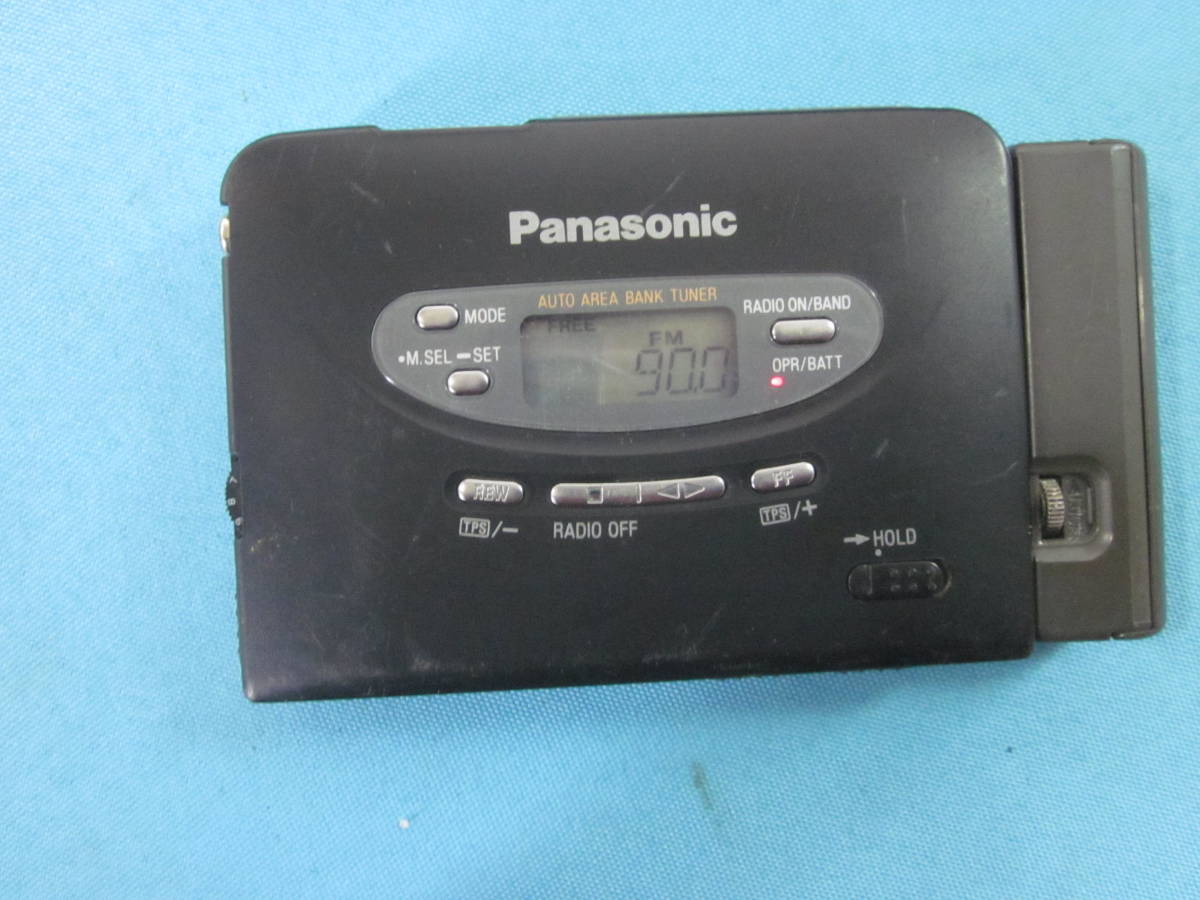 Panasonic
AUTO AREA BANK TUNER
MODE
RADIO ON/BAND
FREE
FM
90.0
•M.SEL —SET
OPR/BATT
REW
FF
TPS/−
RADIO OFF
TPS/+
→HOLD